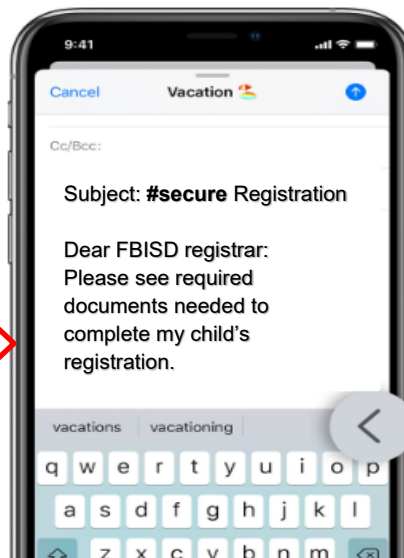 9:41
Cancel Vacation 🏖️
Cc/Bcc:
Subject: #secure Registration
Dear FBISD registrar:
Please see required
documents needed to
complete my child's
registration.
vacations vacationing
q w e r t y u i o p
a s d f g h j k l
z x c v b n m